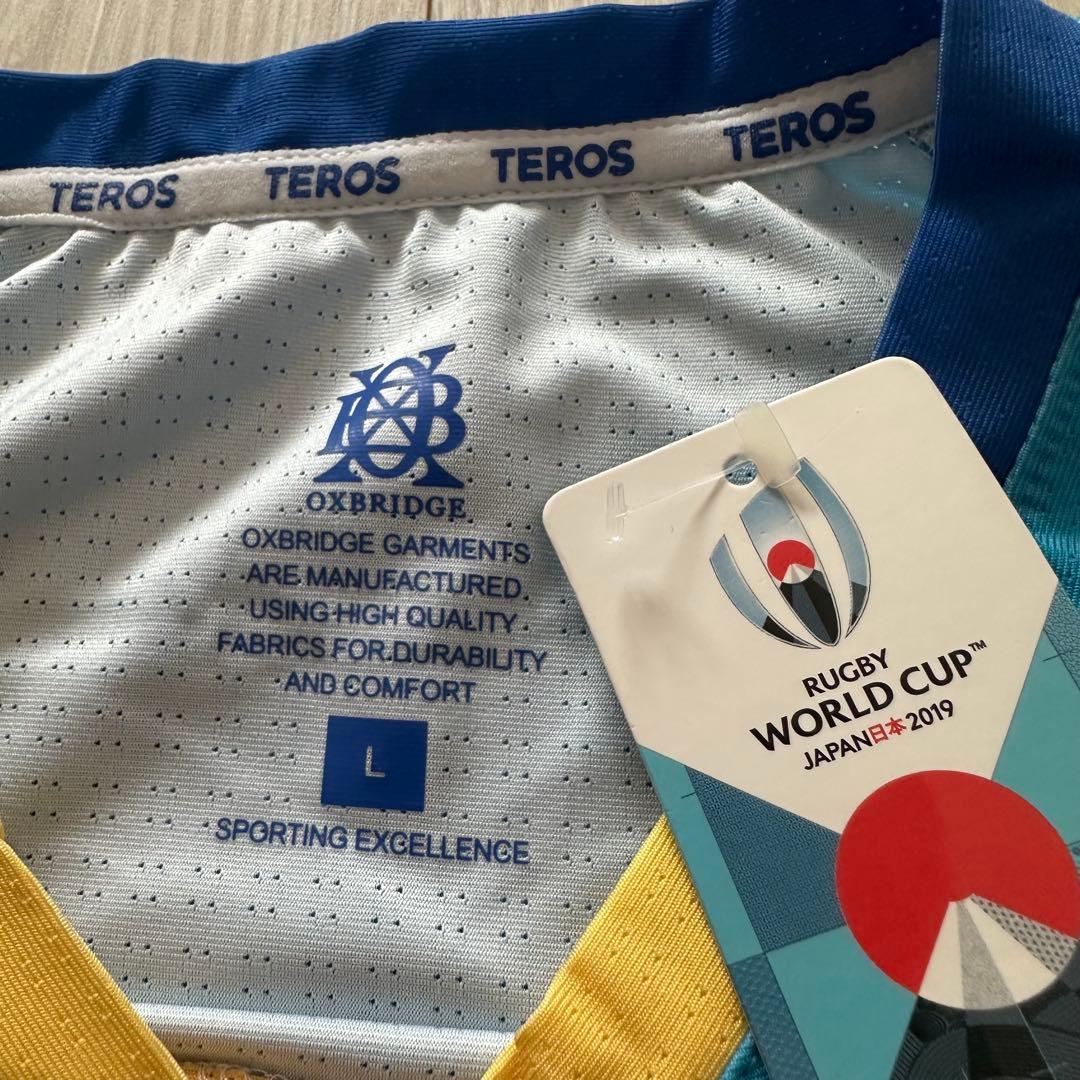 TEROS TEROS TEROS TEROS
OXB
OXBRIDGE
OXBRIDGE GARMENTS
ARE MANUFACTURED
USING HIGH QUALITY
FABRICS FOR DURABILITY
AND COMFORT
L
SPORTING EXCELLENCE
RUGBY
WORLD CUP™
JAPAN日本2019